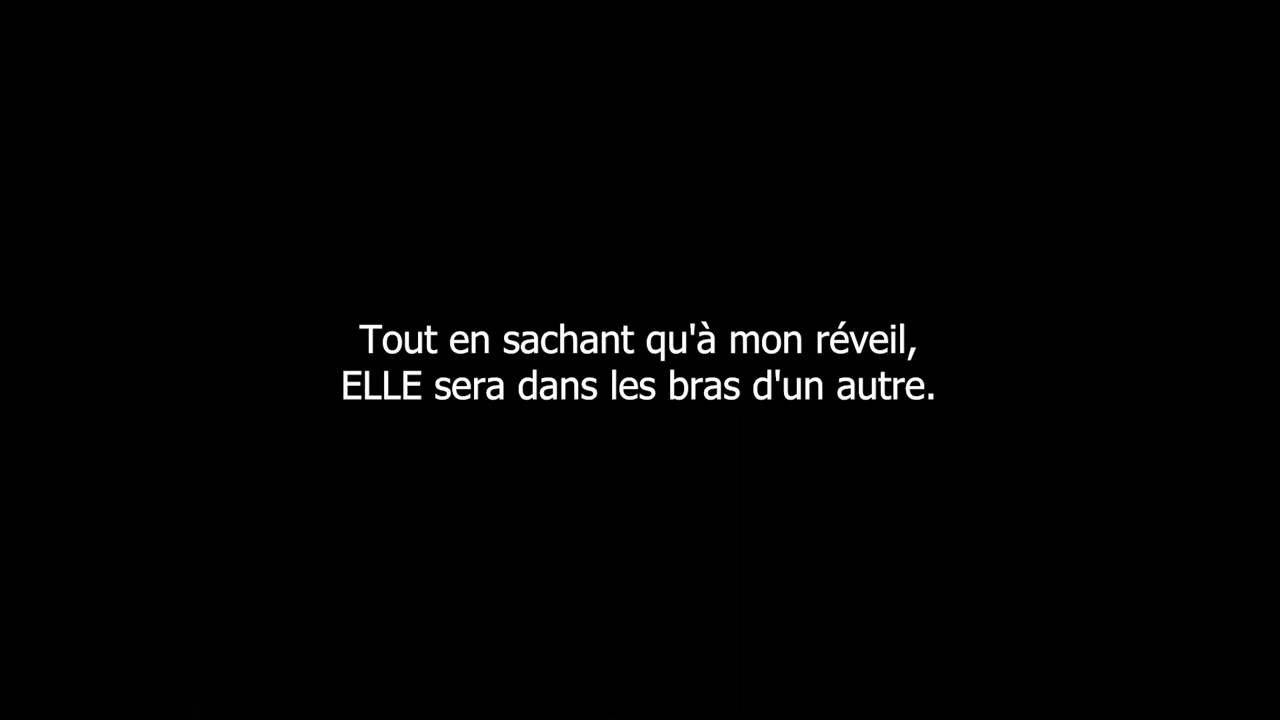 Tout en sachant qu'à mon réveil,
ELLE sera dans les bras d'un autre.